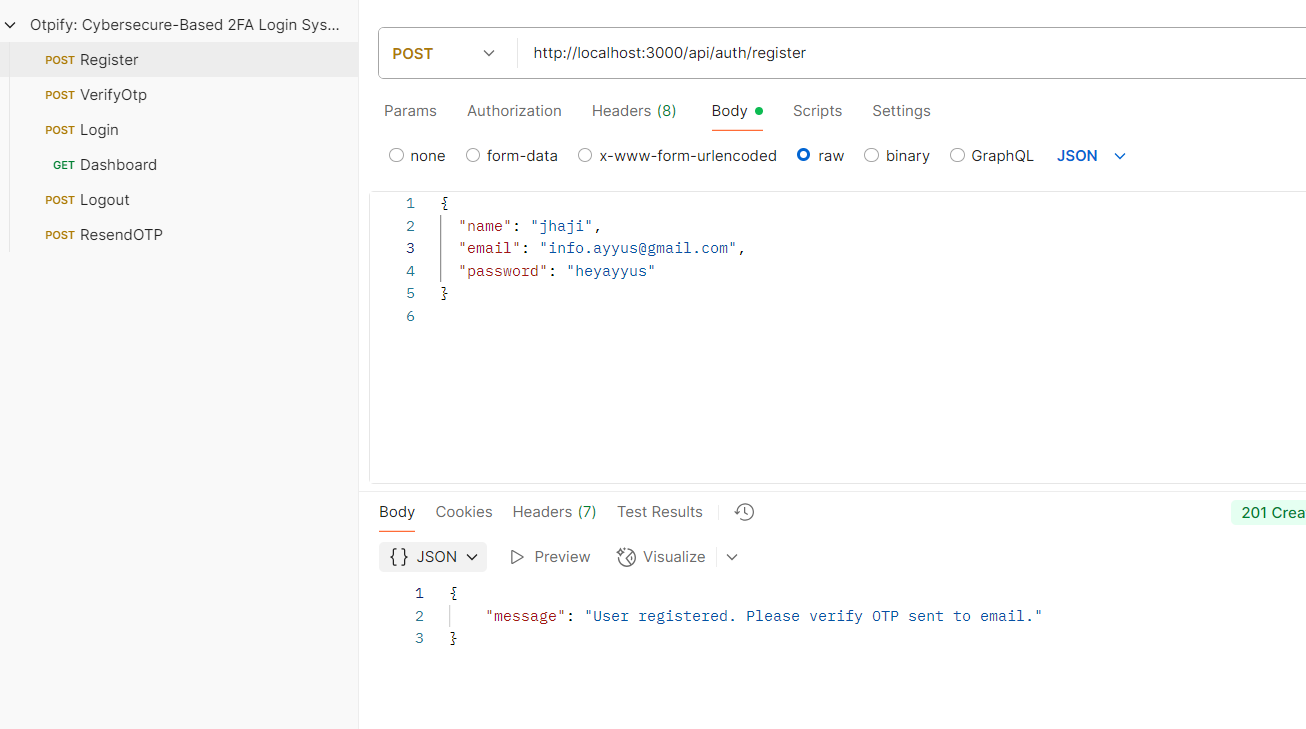 Otpify: Cybersecure-Based 2FA Login Sys...
POST Register
POST VerifyOtp
POST Login
GET Dashboard
POST Logout
POST ResendOTP
POST http://localhost:3000/api/auth/register
Params Authorization Headers (8) Body Scripts Settings
none form-data x-www-form-urlencoded raw binary GraphQL JSON
1 {
2 "name": "jhaji",
3 "email": "info.ayyus@gmail.com",
4 "password": "heyayyus"
5 }
6
Body Cookies Headers (7) Test Results 201 Crea
{} JSON Preview Visualize
1 {
2 "message": "User registered. Please verify OTP sent to email."
3 }